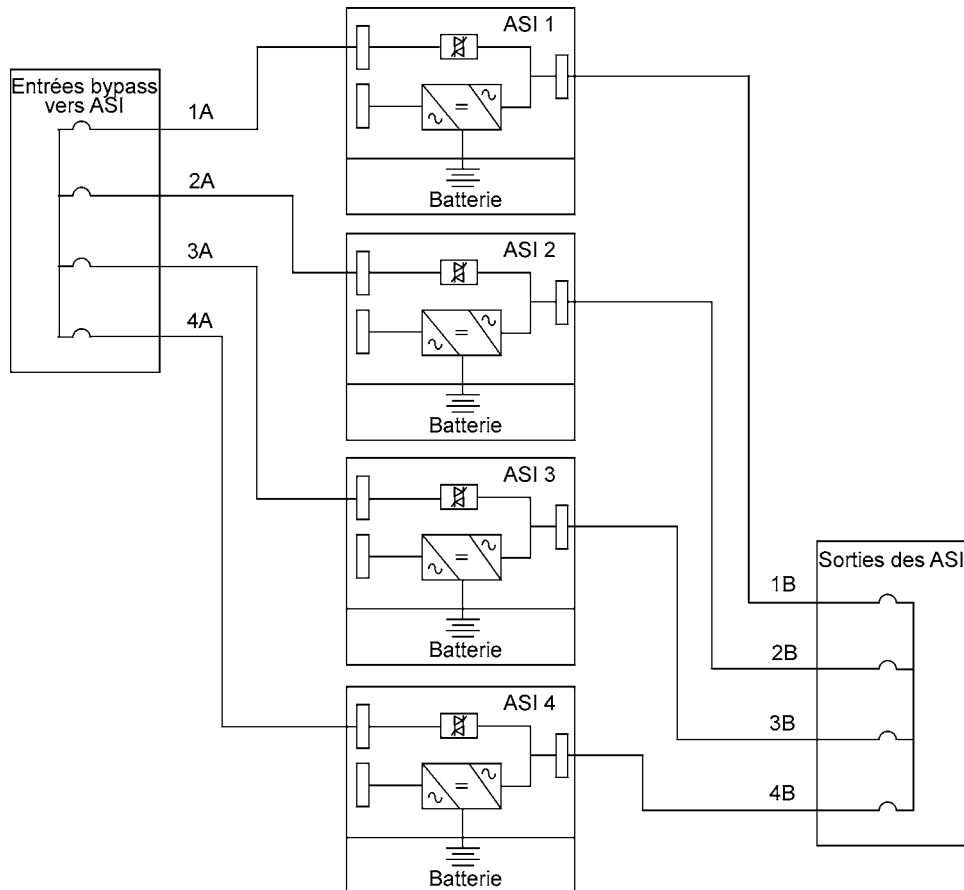 Entrées bypass
vers ASI
1A
2A
3A
4A
ASI 1
=
Batterie
ASI 2
=
Batterie
ASI 3
=
Batterie
ASI 4
=
Batterie
Sorties des ASI
1B
2B
3B
4B